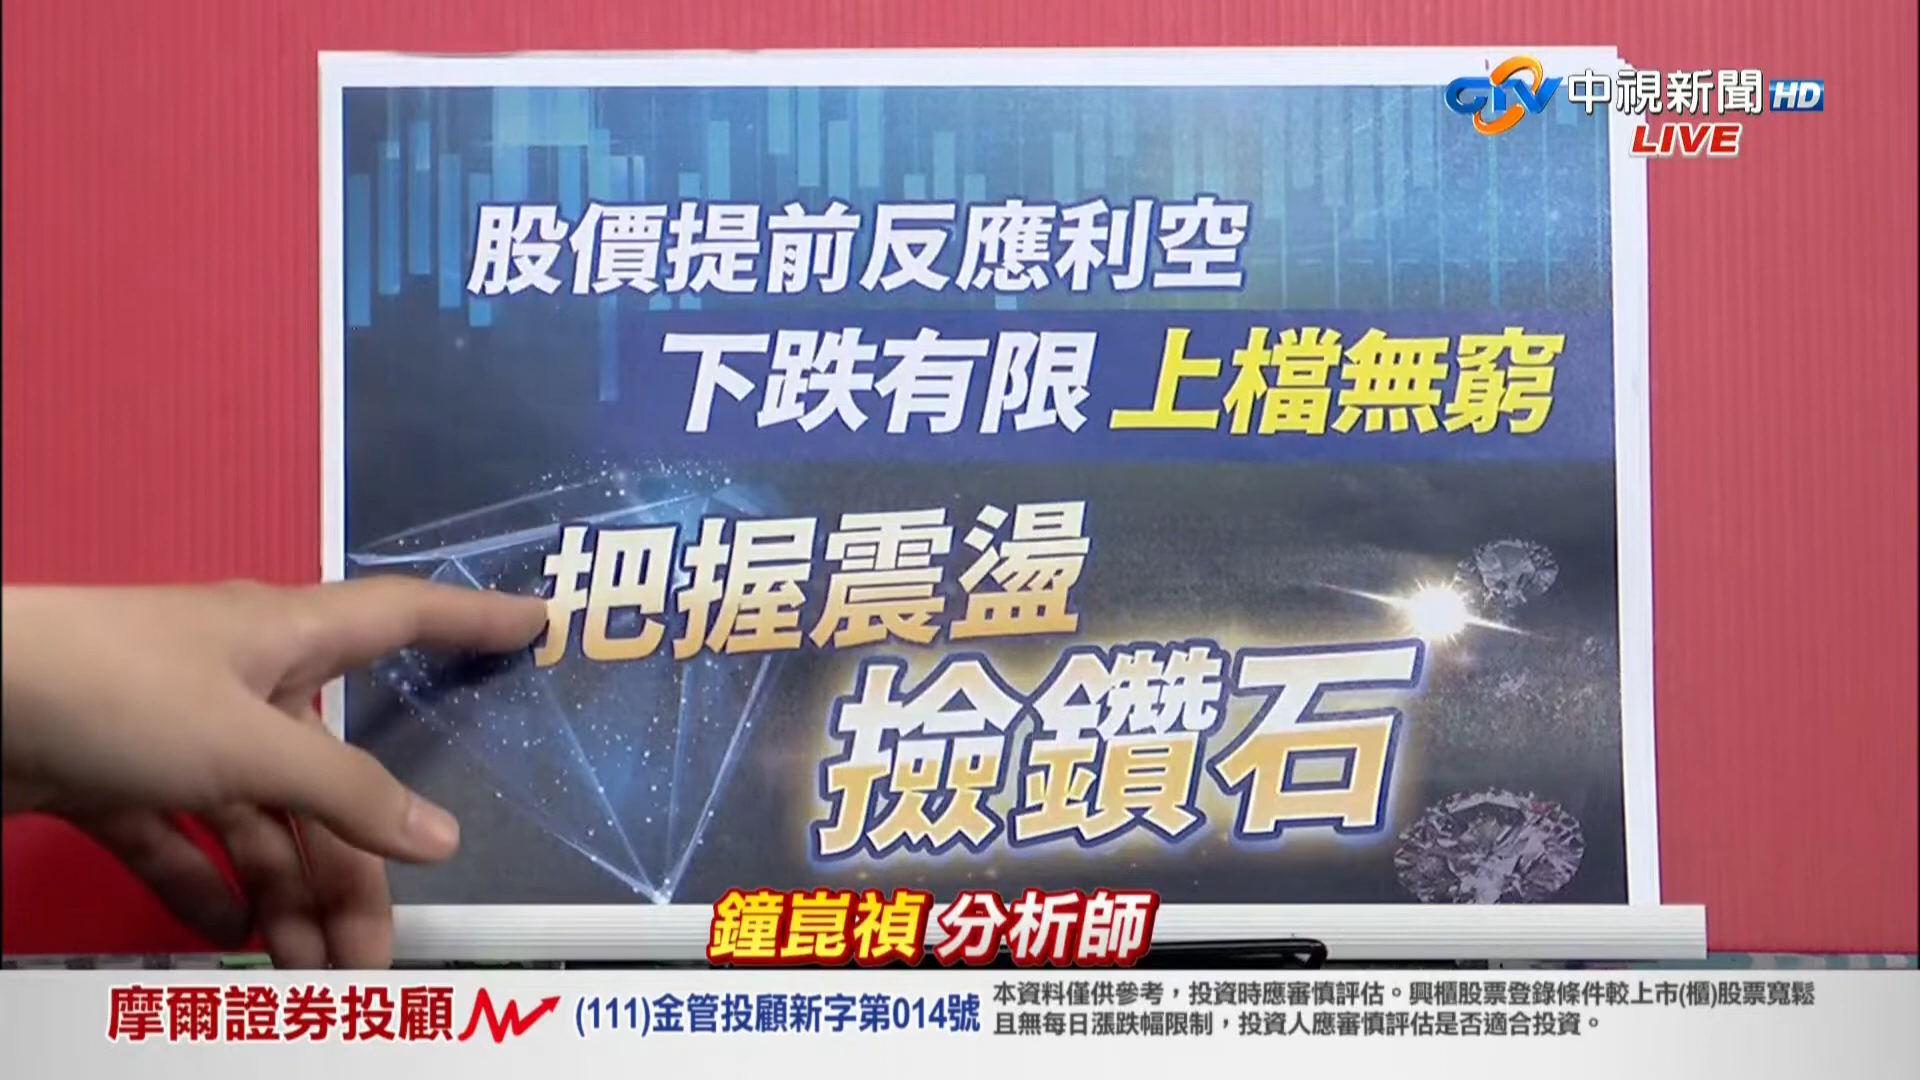 CTV中視新聞HD
LIVE
股價提前反應利空
下跌有限 上檔無窮
把握震盪
撿鑽石
鐘崑禎 分析師
摩爾證券投顧
(111)金管投顧新字第014號
本資料僅供參考，投資時應審慎評估。興櫃股票登錄條件較上市(櫃)股票寬鬆
且無每日漲跌幅限制，投資人應審慎評估是否適合投資。